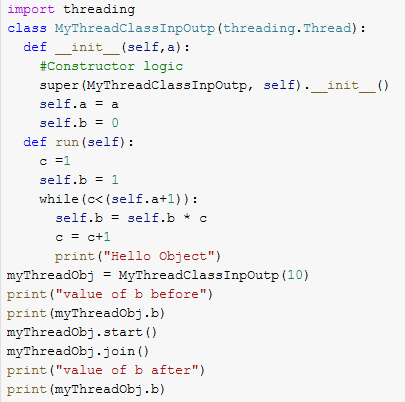 import threading
class MyThreadClassInpOutp(threading.Thread):
  def __init__(self,a):
    #Constructor logic
    super(MyThreadClassInpOutp, self).__init__()
    self.a = a
    self.b = 0
  def run(self):
    c =1
    self.b = 1
    while(c<(self.a+1)):
      self.b = self.b * c
      c = c+1
      print("Hello Object")
myThreadObj = MyThreadClassInpOutp(10)
print("value of b before")
print(myThreadObj.b)
myThreadObj.start()
myThreadObj.join()
print("value of b after")
print(myThreadObj.b)